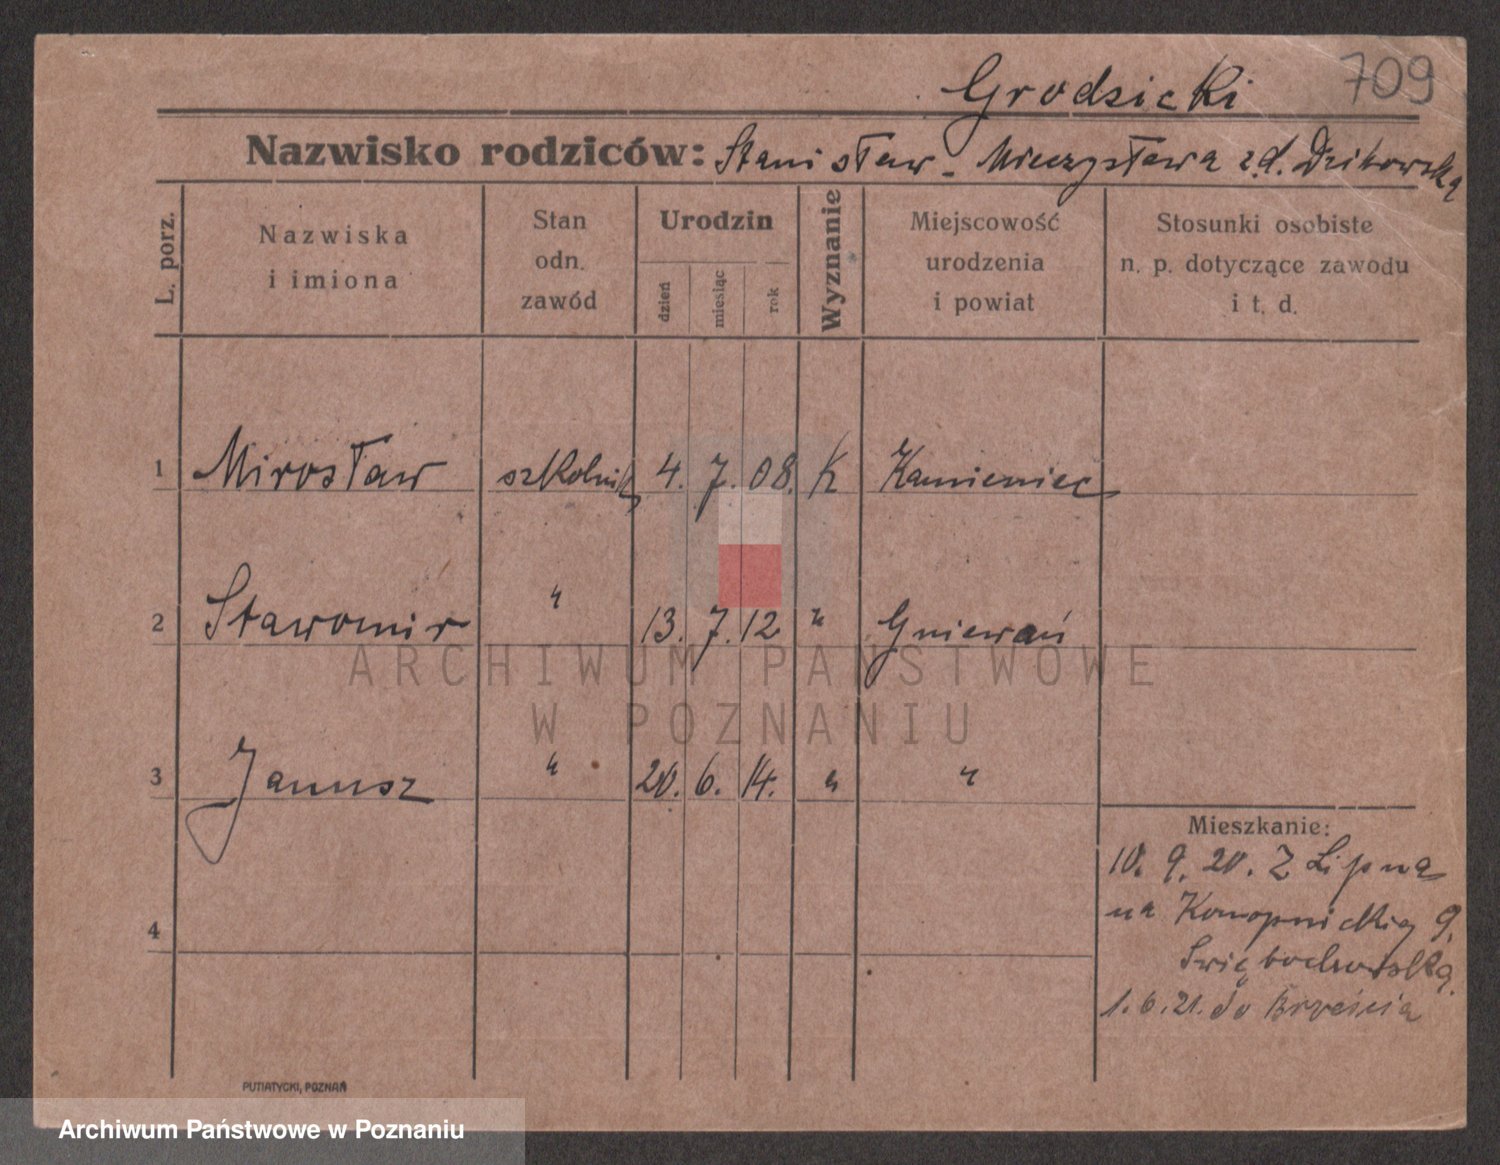 709
Grodzicki
Nazwisko rodziców: Stanisław - Mieczysława z.d.
L. porz.
Nazwiska i imiona
Stan odn. zawód
Urodzin
dzień
miesiąc
rok
Wyznanie
Miejscowość urodzenia i powiat
Stosunki osobiste n. p. dotyczące zawodu i t. d.
1 Mirosław szkolnik 4. 7. 08. K Kamieniec
2 Sławomir " 13. 7. 12 " Gniewań
3 Janusz " 20. 6. 14. " "
4
Mieszkanie:
10. 9. 20. Z Lipna
na Konopnickiej 9.
1. 6. 21. do Brześcia
PUTIATYCKI, POZNAŃ
ARCHIWUM PAŃSTWOWE
W POZNANIU
Archiwum Państwowe w Poznaniu